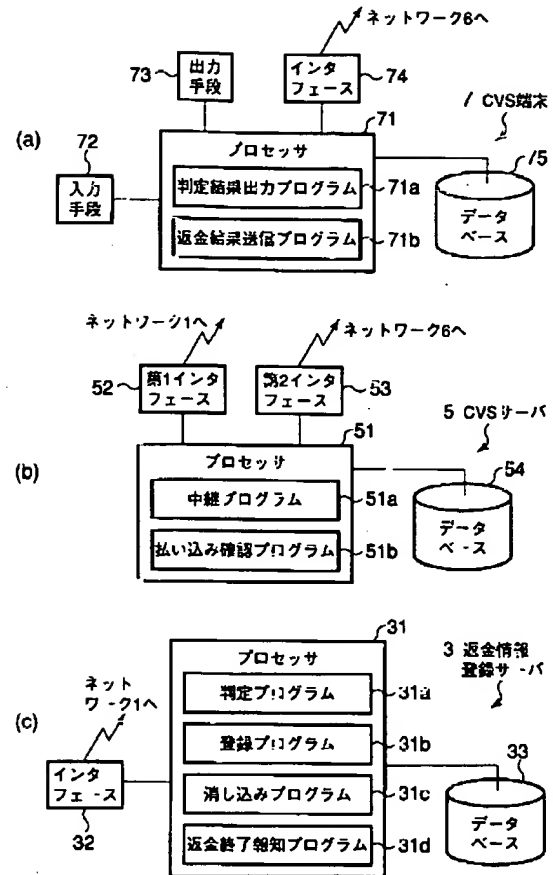 (a)
ネットワーク6へ
73
出力
手段
インタ
フェース
74
71
7 CVS端末
72
入力
手段
プロセッサ
判定結果出力プログラム
71a
返金結果送信プログラム
71b
75
データ
ベース
(b)
ネットワーク1へ
ネットワーク6へ
52
第1インタ
フェース
第2インタ
フェース
53
51
5 CVSサーバ
プロセッサ
中継プログラム
51a
払い込み確認プログラム
51b
54
データ
ベース
(c)
31
3 返金情報
登録サーバ
ネット
ワーク1へ
インタ
フェース
32
プロセッサ
判定プログラム
31a
登録プログラム
31b
消し込みプログラム
31c
返金終了報知プログラム
31d
33
データ
ベース